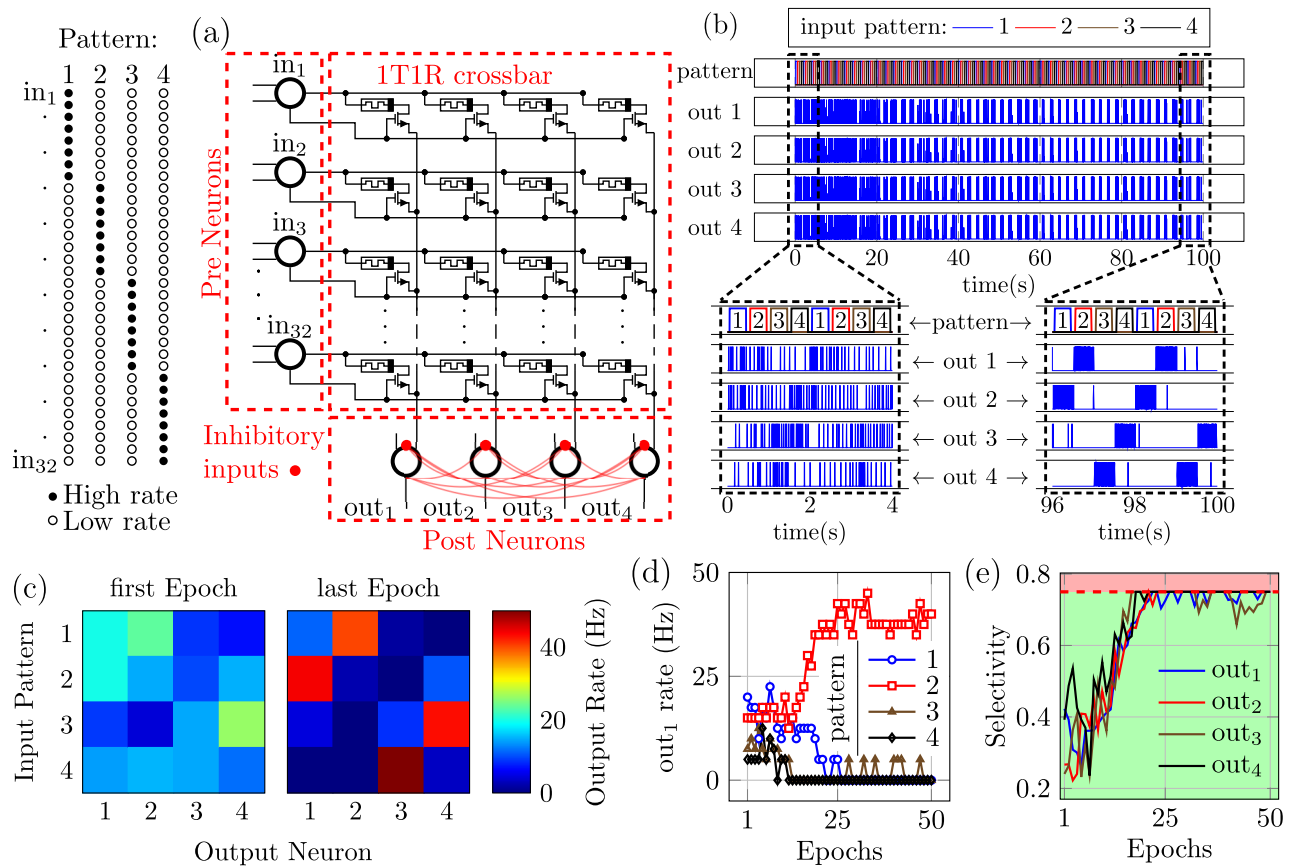 Pattern:
1 2 3 4
in1
in32
● High rate
○ Low rate
(a)
1T1R crossbar
Pre Neurons
in1
in2
in3
in32
Inhibitory
inputs ●
out1 out2 out3 out4
Post Neurons
(b)
input pattern: 1 2 3 4
pattern
out 1
out 2
out 3
out 4
0 20 40 60 80 100
time(s)
1 2 3 4 1 2 3 4 ←pattern→ 1 2 3 4 1 2 3 4
← out 1 →
← out 2 →
← out 3 →
← out 4 →
0 2 4 96 98 100
time(s) time(s)
(c)
first Epoch last Epoch
Input Pattern
1
2
3
4
1 2 3 4 1 2 3 4
Output Neuron
40
20
0
Output Rate (Hz)
(d)
out1 rate (Hz)
50
25
0
pattern
1
2
3
4
1 25 50
Epochs
(e)
Selectivity
0.8
0.6
0.4
0.2
out1
out2
out3
out4
1 25 50
Epochs